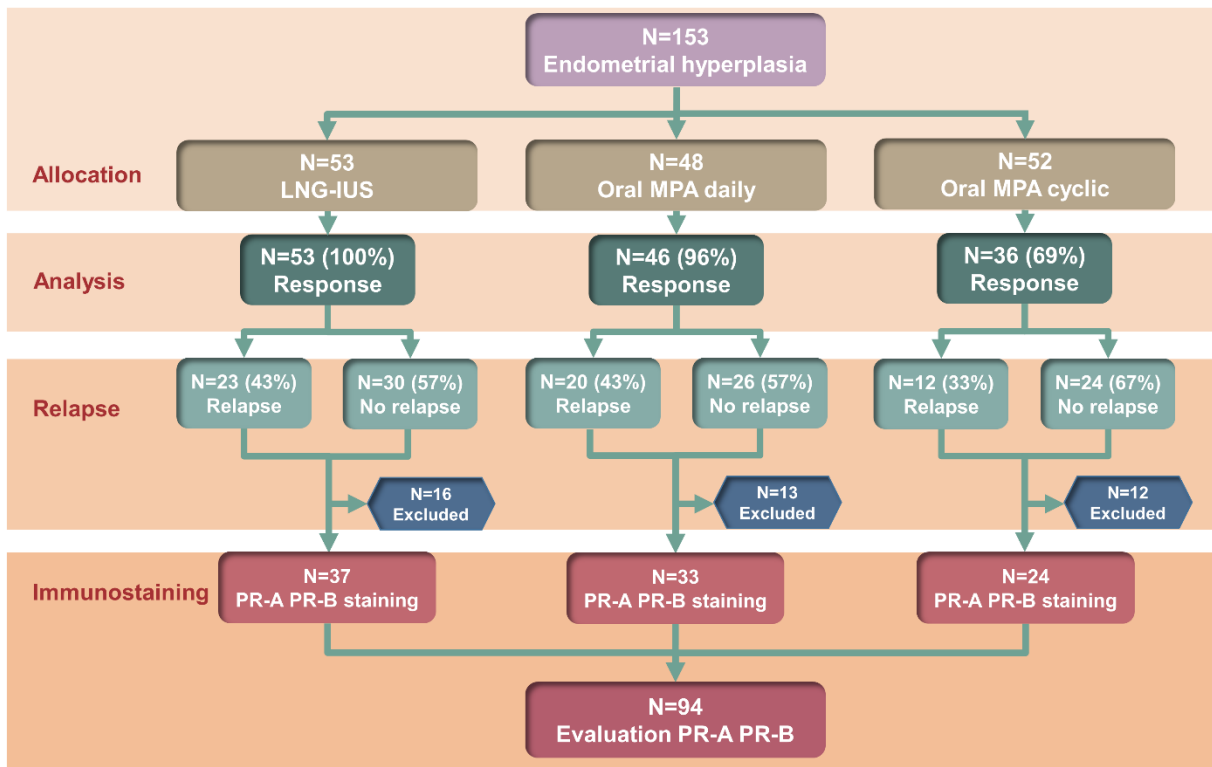 N=153
Endometrial hyperplasia
Allocation
N=53
LNG-IUS
N=48
Oral MPA daily
N=52
Oral MPA cyclic
Analysis
N=53 (100%)
Response
N=46 (96%)
Response
N=36 (69%)
Response
Relapse
N=23 (43%)
Relapse
N=30 (57%)
No relapse
N=20 (43%)
Relapse
N=26 (57%)
No relapse
N=12 (33%)
Relapse
N=24 (67%)
No relapse
N=16
Excluded
N=13
Excluded
N=12
Excluded
Immunostaining
N=37
PR-A PR-B staining
N=33
PR-A PR-B staining
N=24
PR-A PR-B staining
N=94
Evaluation PR-A PR-B